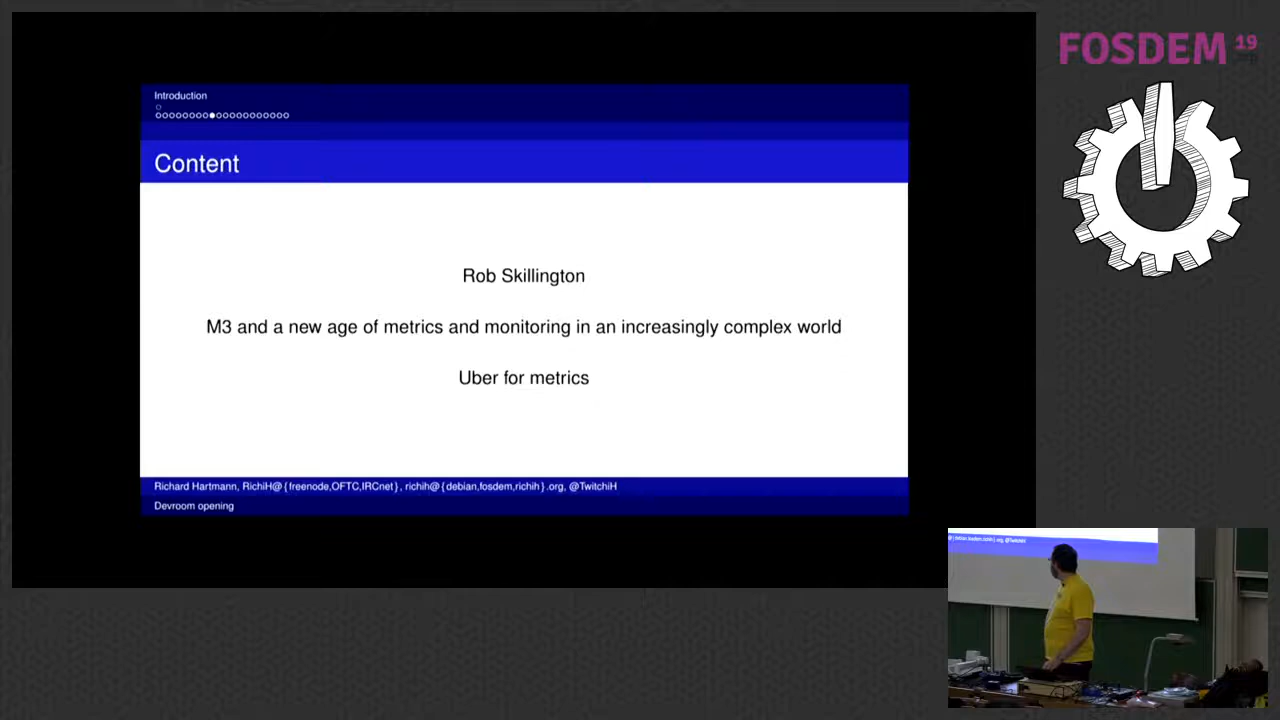 FOSDEM 19
Introduction
Content
Rob Skillington
M3 and a new age of metrics and monitoring in an increasingly complex world
Uber for metrics
Richard Hartmann, RichiH@{freenode,OFTC,IRCnet}, richih@{debian,fosdem,richih}.org, @TwitchiH
Devroom opening